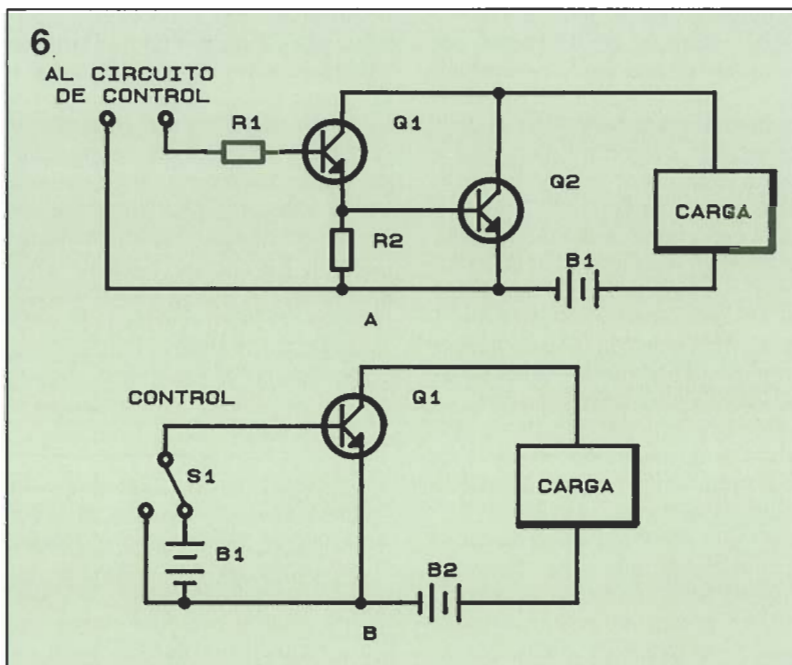 6
AL CIRCUITO
DE CONTROL
R1
Q1
Q2
R2
B1
CARGA
A
CONTROL
Q1
S1
CARGA
B1
B2
B